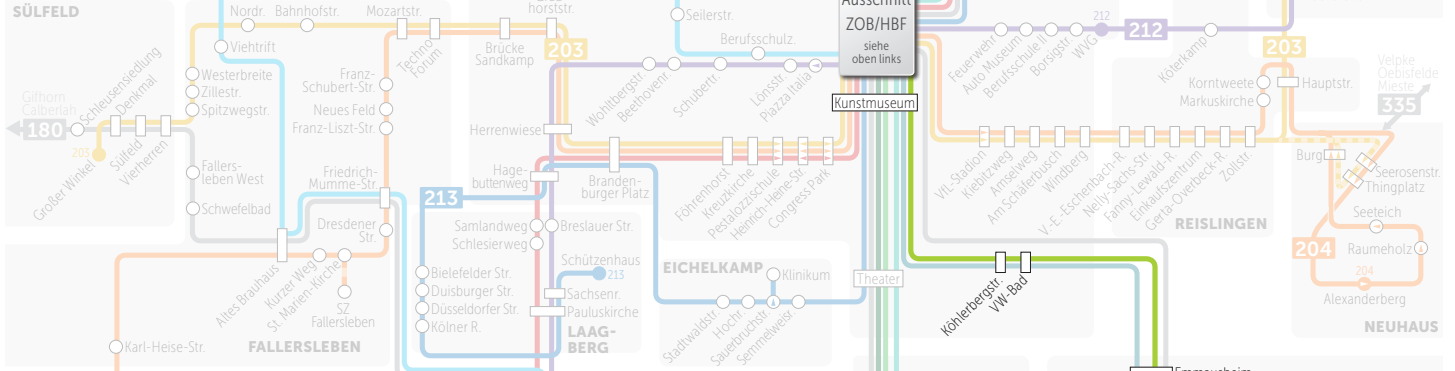 SÜLFELD
Nordr.
Bahnhofstr.
Mozartstr.
horststr.
Seilerstr.
Ausschnitt
ZOB/HBF
siehe
oben links
Viehtrift
Techno
Forum
Brücke
Sandkamp
203
Berufsschulz.
Feuerwehr
Auto Museum
Berufsschule II
Borsigstr.
WVG
212
212
Köterkamp
203
Velpke
Oebisfelde
Mieste
335
Schleusensiedlung
Denkmal
Westerbreite
Zillestr.
Spitzwegstr.
Franz-
Schubert-Str.
Neues Feld
Franz-Liszt-Str.
Wohltbergstr.
Beethovenr.
Schubertr.
Lönsstr.
Piazza Italia
Kunstmuseum
Korntweete
Markuskirche
Hauptstr.
Gifhorn
Calberlah
180
203
Großer Winkel
Sülfeld
Vierherren
Herrenwiese
Fallers-
leben West
Schwefelbad
Friedrich-
Mumme-Str.
Dresdener
Str.
213
Hage-
buttenweg
Branden-
burger Platz
Föhrenhorst
Kreuzkirche
Pestalozzischule
Heinrich-Heine-Str.
Congress Park
VfL-Stadion
Kiebitzweg
Amselweg
Am Schäferbusch
Windberg
V.-E.-Eschenbach-R.
Nelly-Sachs-Str.
Fanny-Lewald-R.
Einkaufszentrum
Gerta-Overbeck-R.
Zollstr.
REISLINGEN
Burg
Seerosenstr.
Thingplatz
Seeteich
204
Raumeholz
204
Alexanderberg
NEUHAUS
Samlandweg
Schlesierweg
Breslauer Str.
Schützenhaus
213
Sachsenr.
Pauluskirche
LAAG-
BERG
Bielefelder Str.
Duisburger Str.
Düsseldorfer Str.
Kölner R.
EICHELKAMP
Klinikum
Theater
Stadtwaldstr.
Hochr.
Sauerbruchstr.
Semmelweisr.
Köhlerbergstr.
VW-Bad
Altes Brauhaus
Kurzer Weg
St. Marien-Kirche
SZ
Fallersleben
Karl-Heise-Str.
FALLERSLEBEN